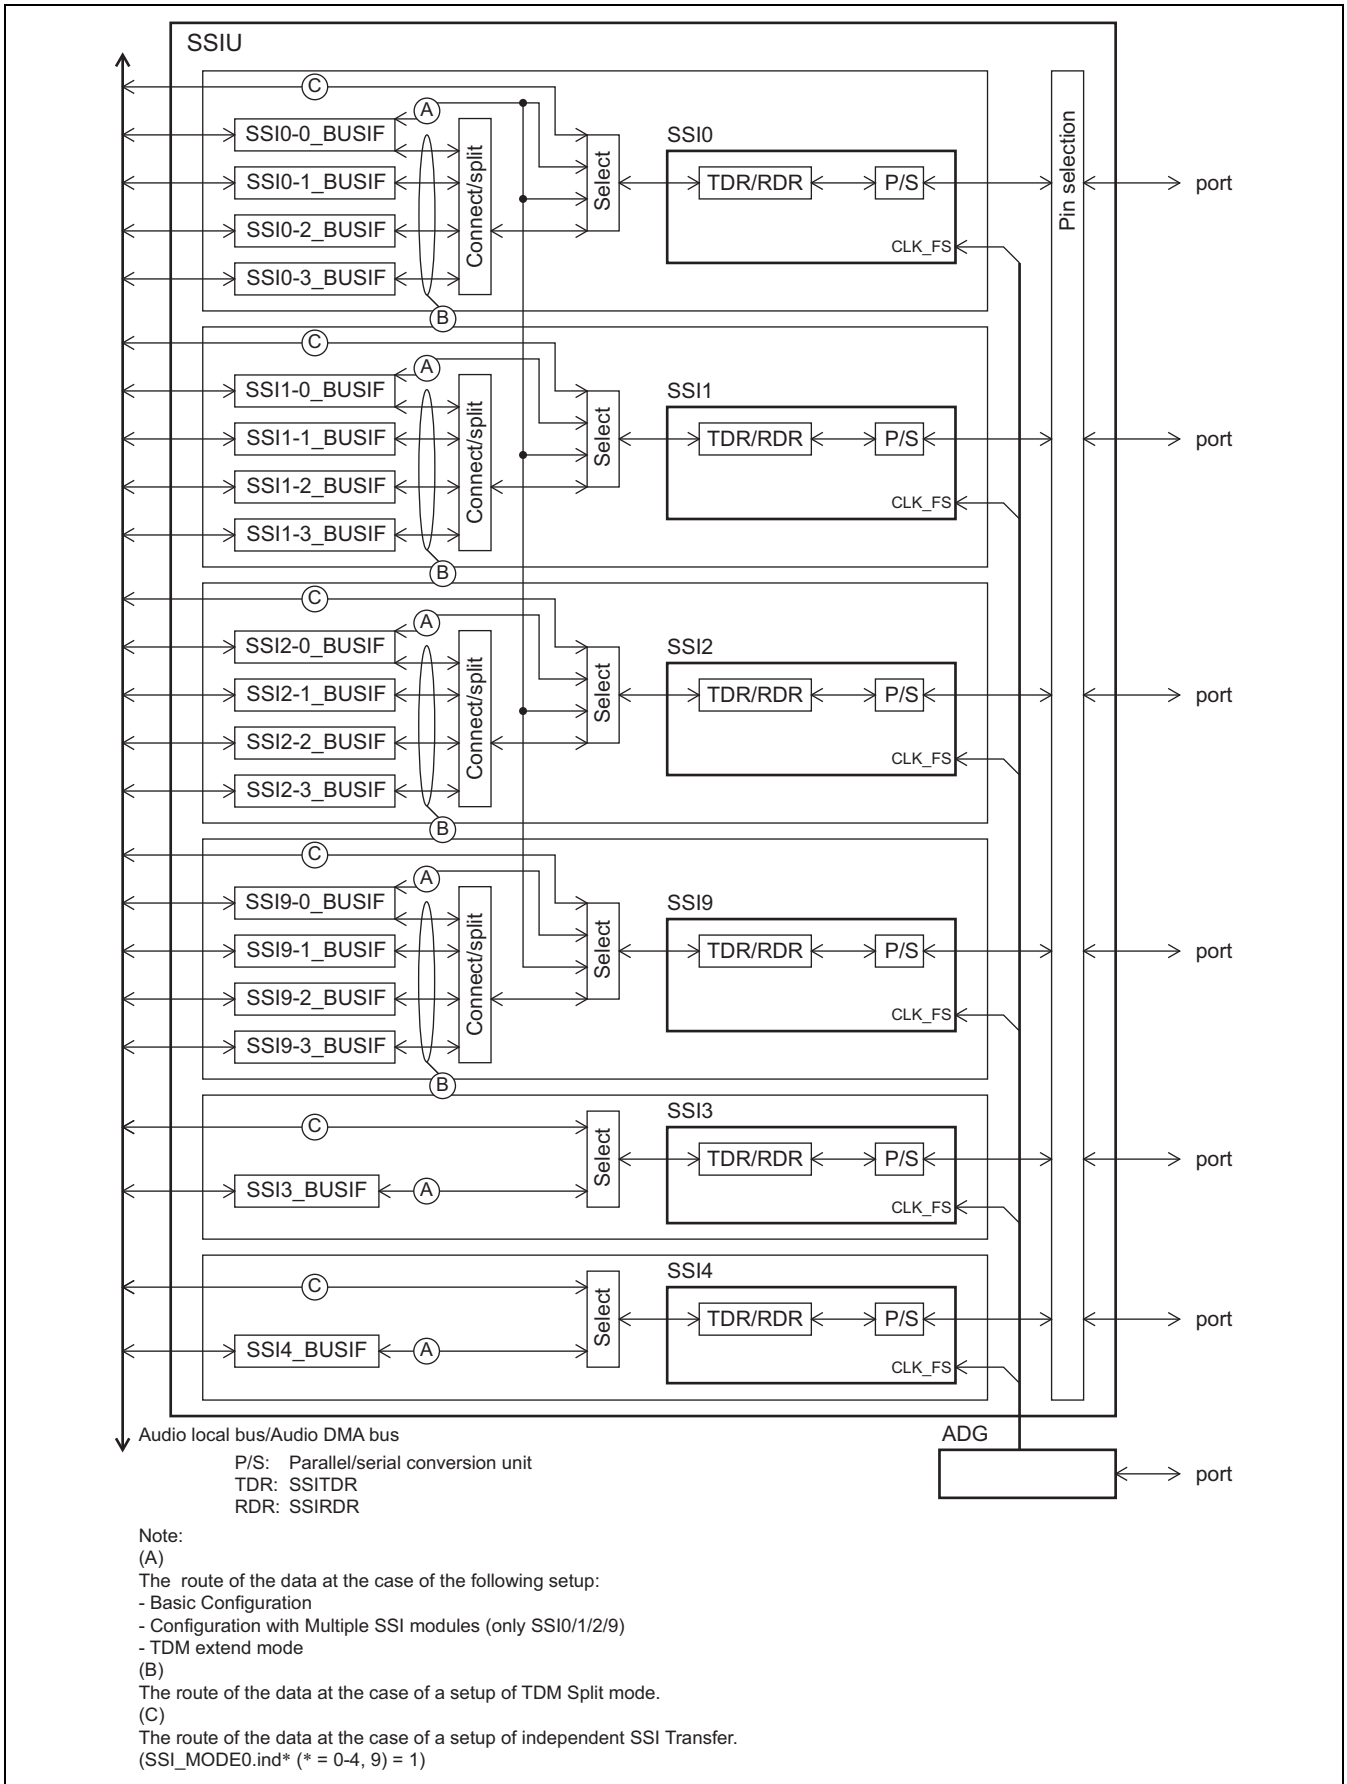 SSIU
C
A
SSI0-0_BUSIF
SSI0-1_BUSIF
SSI0-2_BUSIF
SSI0-3_BUSIF
Connect/split
B
Select
SSI0
TDR/RDR
P/S
CLK_FS
Pin selection
port
C
A
SSI1-0_BUSIF
SSI1-1_BUSIF
SSI1-2_BUSIF
SSI1-3_BUSIF
Connect/split
B
Select
SSI1
TDR/RDR
P/S
CLK_FS
port
C
A
SSI2-0_BUSIF
SSI2-1_BUSIF
SSI2-2_BUSIF
SSI2-3_BUSIF
Connect/split
B
Select
SSI2
TDR/RDR
P/S
CLK_FS
port
C
A
SSI9-0_BUSIF
SSI9-1_BUSIF
SSI9-2_BUSIF
SSI9-3_BUSIF
Connect/split
B
Select
SSI9
TDR/RDR
P/S
CLK_FS
port
C
SSI3_BUSIF
A
Select
SSI3
TDR/RDR
P/S
CLK_FS
port
C
SSI4_BUSIF
A
Select
SSI4
TDR/RDR
P/S
CLK_FS
port
Audio local bus/Audio DMA bus
ADG
port
P/S: Parallel/serial conversion unit
TDR: SSITDR
RDR: SSIRDR
Note:
(A)
The route of the data at the case of the following setup:
- Basic Configuration
- Configuration with Multiple SSI modules (only SSI0/1/2/9)
- TDM extend mode
(B)
The route of the data at the case of a setup of TDM Split mode.
(C)
The route of the data at the case of a setup of independent SSI Transfer.
(SSI_MODE0.ind* (* = 0-4, 9) = 1)